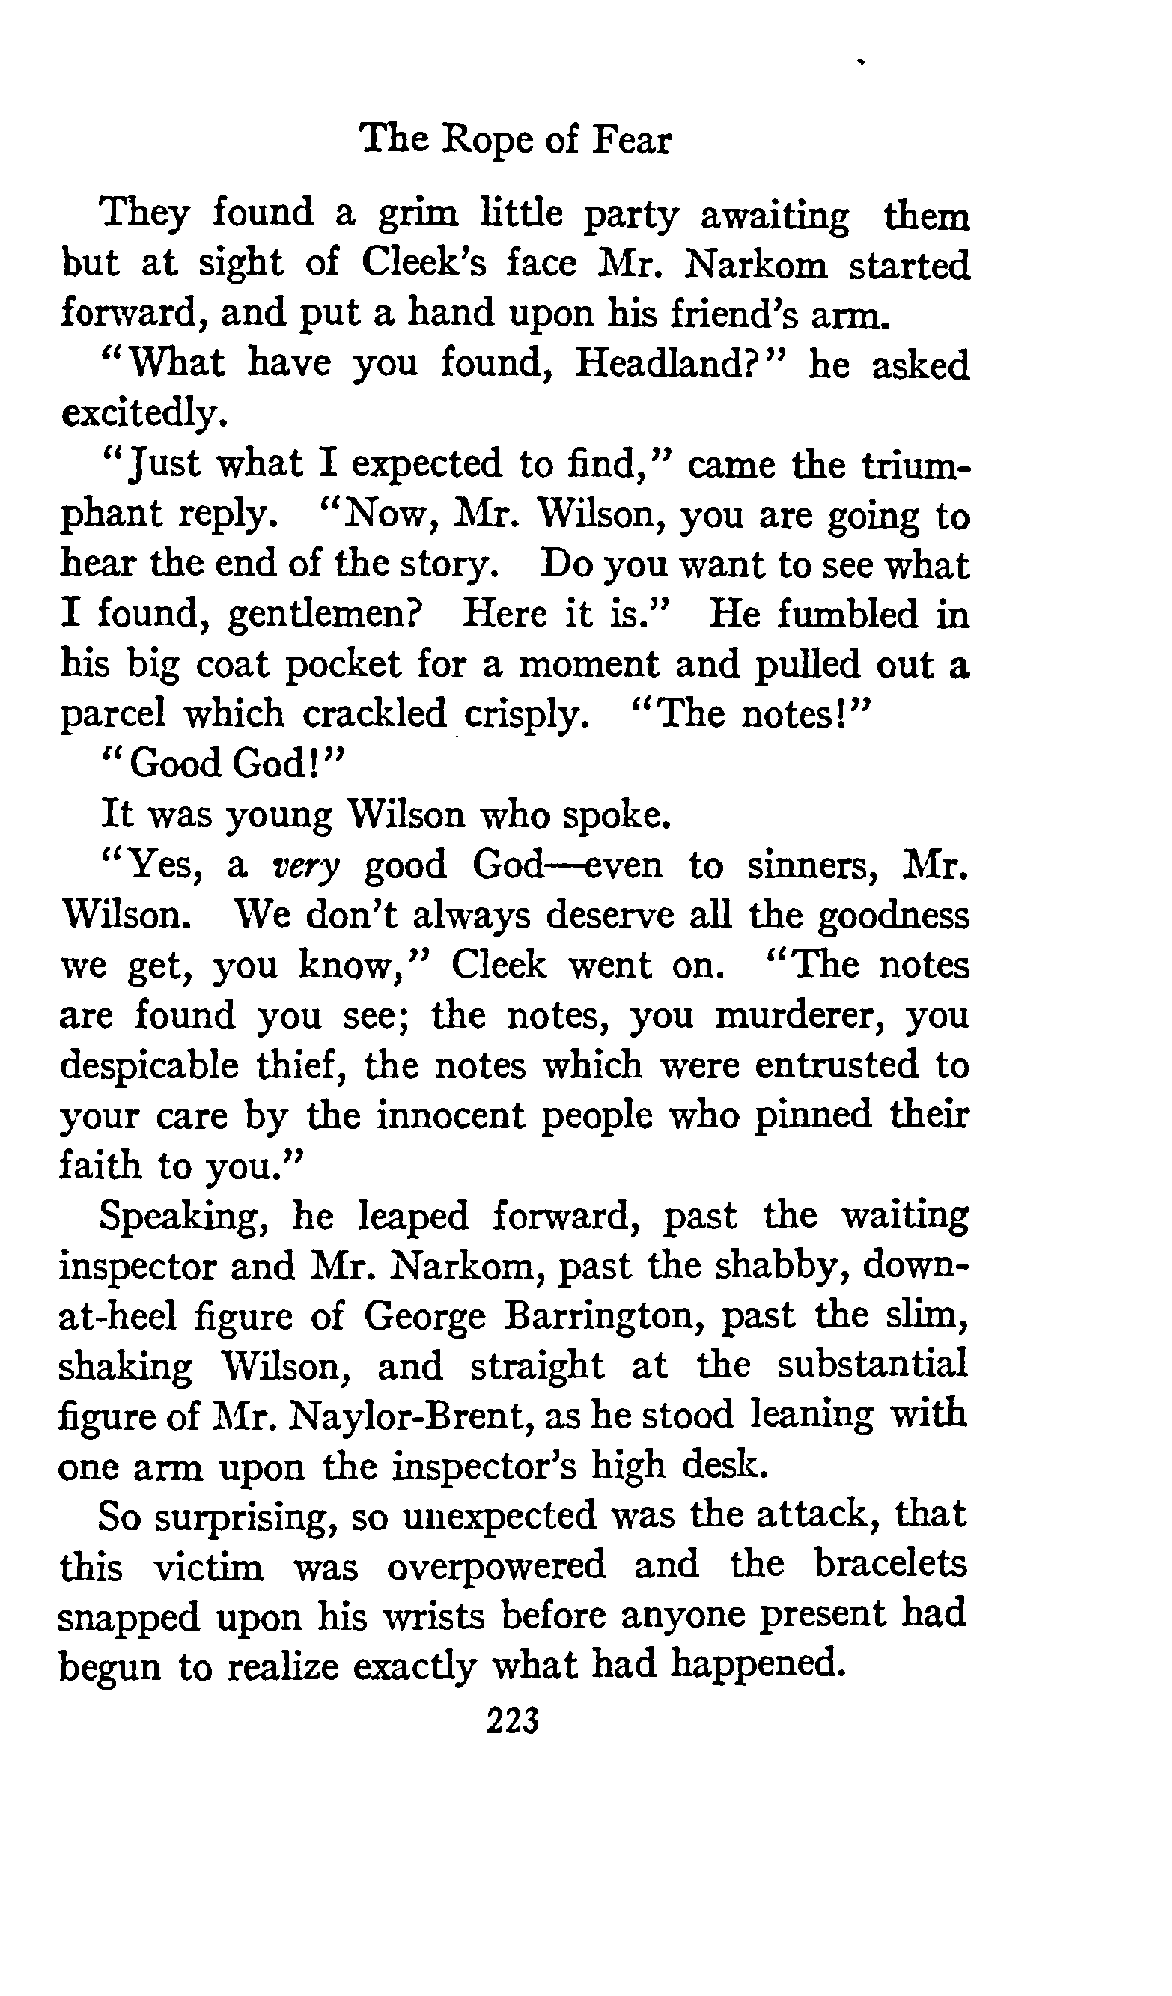 The Rope of Fear
They found a grim little party awaiting them
but at sight of Cleek's face Mr. Narkom started
forward, and put a hand upon his friend's arm.
"What have you found, Headland?" he asked
excitedly.
"Just what I expected to find," came the trium-
phant reply. "Now, Mr. Wilson, you are going to
hear the end of the story. Do you want to see what
I found, gentlemen? Here it is." He fumbled in
his big coat pocket for a moment and pulled out a
parcel which crackled crisply. "The notes!"
"Good God!"
It was young Wilson who spoke.
"Yes, a very good God—even to sinners, Mr.
Wilson. We don't always deserve all the goodness
we get, you know," Cleek went on. "The notes
are found you see; the notes, you murderer, you
despicable thief, the notes which were entrusted to
your care by the innocent people who pinned their
faith to you."
Speaking, he leaped forward, past the waiting
inspector and Mr. Narkom, past the shabby, down-
at-heel figure of George Barrington, past the slim,
shaking Wilson, and straight at the substantial
figure of Mr. Naylor-Brent, as he stood leaning with
one arm upon the inspector's high desk.
So surprising, so unexpected was the attack, that
this victim was overpowered and the bracelets
snapped upon his wrists before anyone present had
begun to realize exactly what had happened.
223